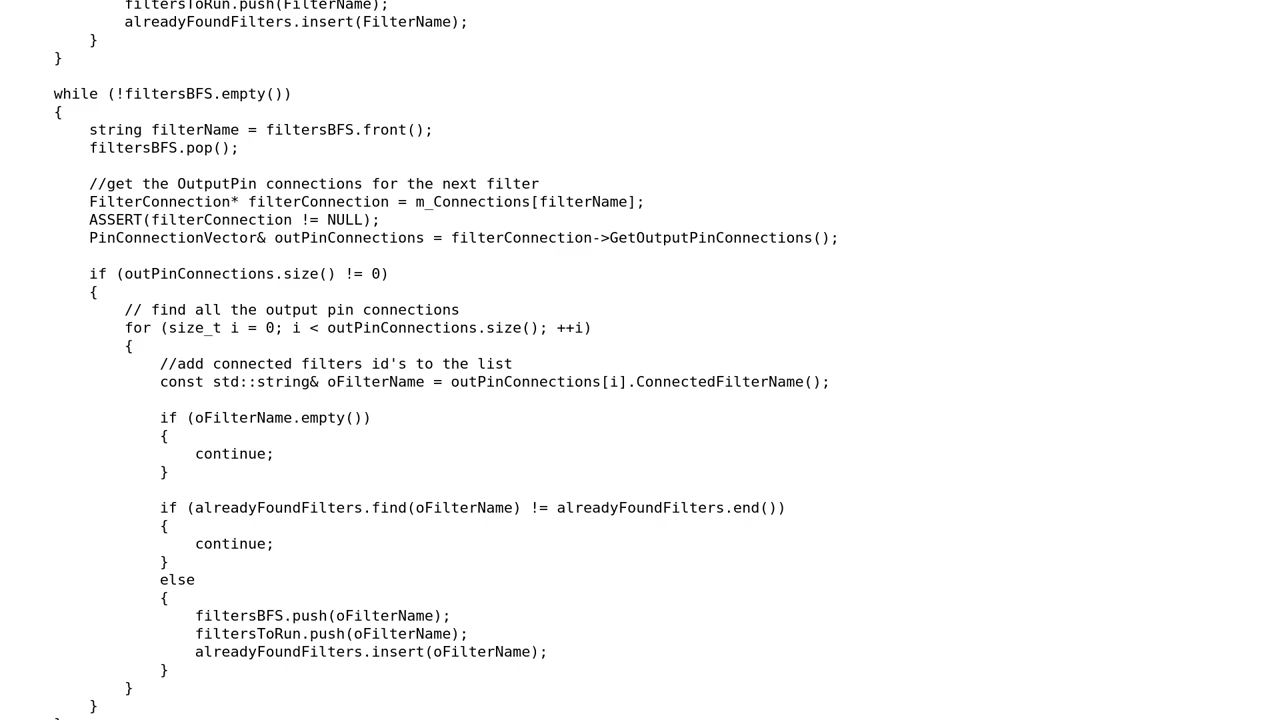 filtersToRun.push(FilterName);
alreadyFoundFilters.insert(FilterName);
}
}
while (!filtersBFS.empty())
{
string filterName = filtersBFS.front();
filtersBFS.pop();
//get the OutputPin connections for the next filter
FilterConnection* filterConnection = m_Connections[filterName];
ASSERT(filterConnection != NULL);
PinConnectionVector& outPinConnections = filterConnection->GetOutputPinConnections();
if (outPinConnections.size() != 0)
{
// find all the output pin connections
for (size_t i = 0; i < outPinConnections.size(); ++i)
{
//add connected filters id's to the list
const std::string& oFilterName = outPinConnections[i].ConnectedFilterName();
if (oFilterName.empty())
{
continue;
}
if (alreadyFoundFilters.find(oFilterName) != alreadyFoundFilters.end())
{
continue;
}
else
{
filtersBFS.push(oFilterName);
filtersToRun.push(oFilterName);
alreadyFoundFilters.insert(oFilterName);
}
}
}
}